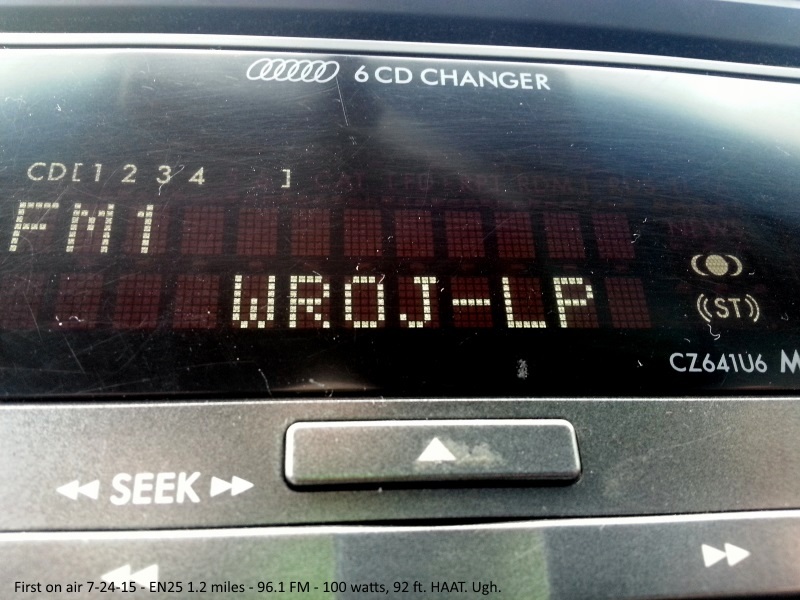 6 CD CHANGER
CD [ 1 2 3 4 ]
FM1
WROJ-LP
((ST))
CZ641U6 M
SEEK
First on air 7-24-15 - EN25 1.2 miles - 96.1 FM - 100 watts, 92 ft. HAAT. Ugh.